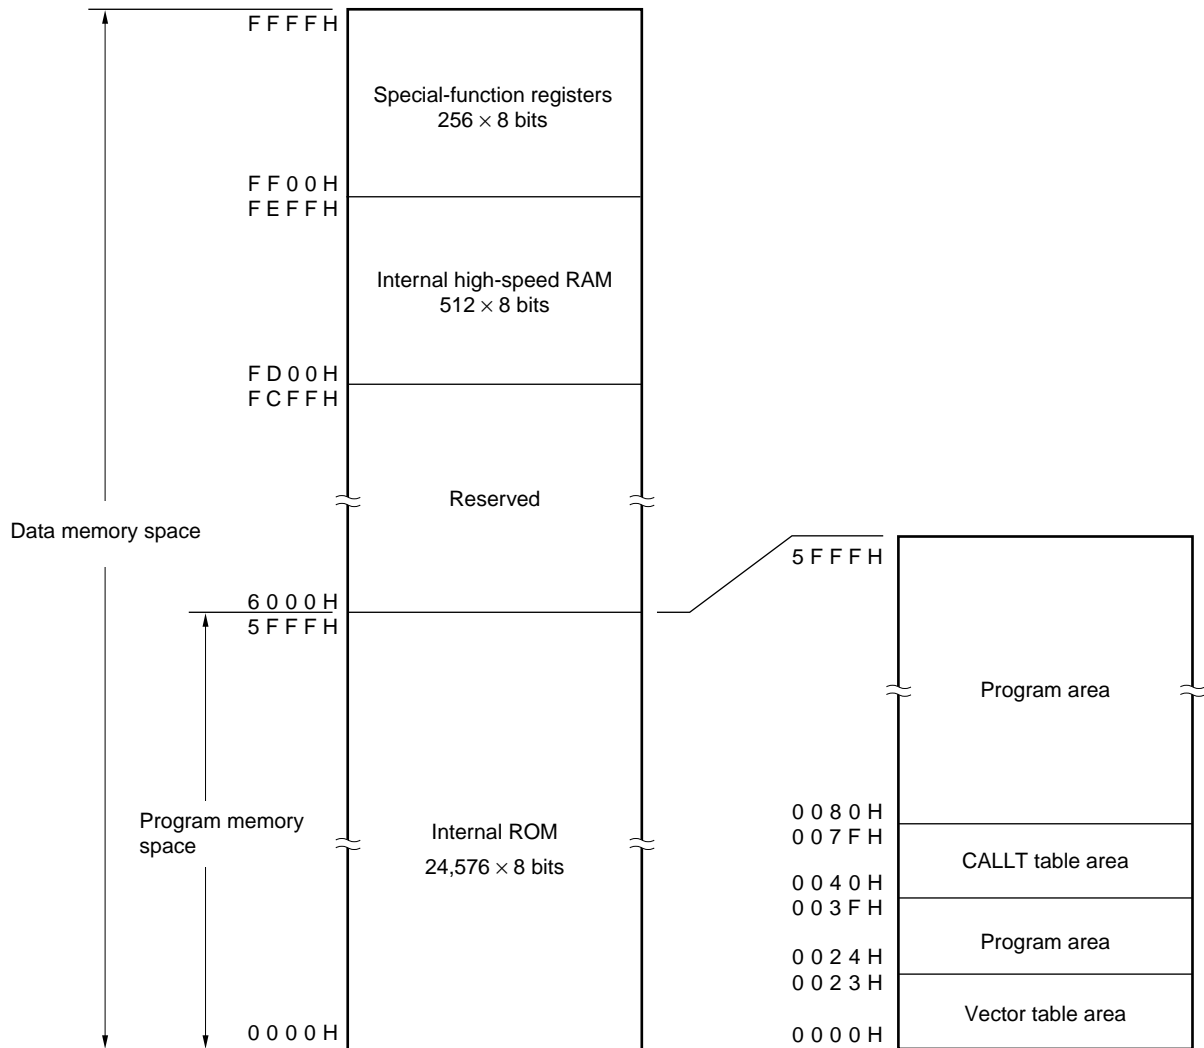 FFFFH
Special-function registers
256 × 8 bits
FF00H
FEFFH
Internal high-speed RAM
512 × 8 bits
FD00H
FCFFH
Reserved
Data memory space
6000H
5FFFH
Program memory
space
Internal ROM
24,576 × 8 bits
0000H
5FFFH
Program area
0080H
007FH
CALLT table area
0040H
003FH
Program area
0024H
0023H
Vector table area
0000H